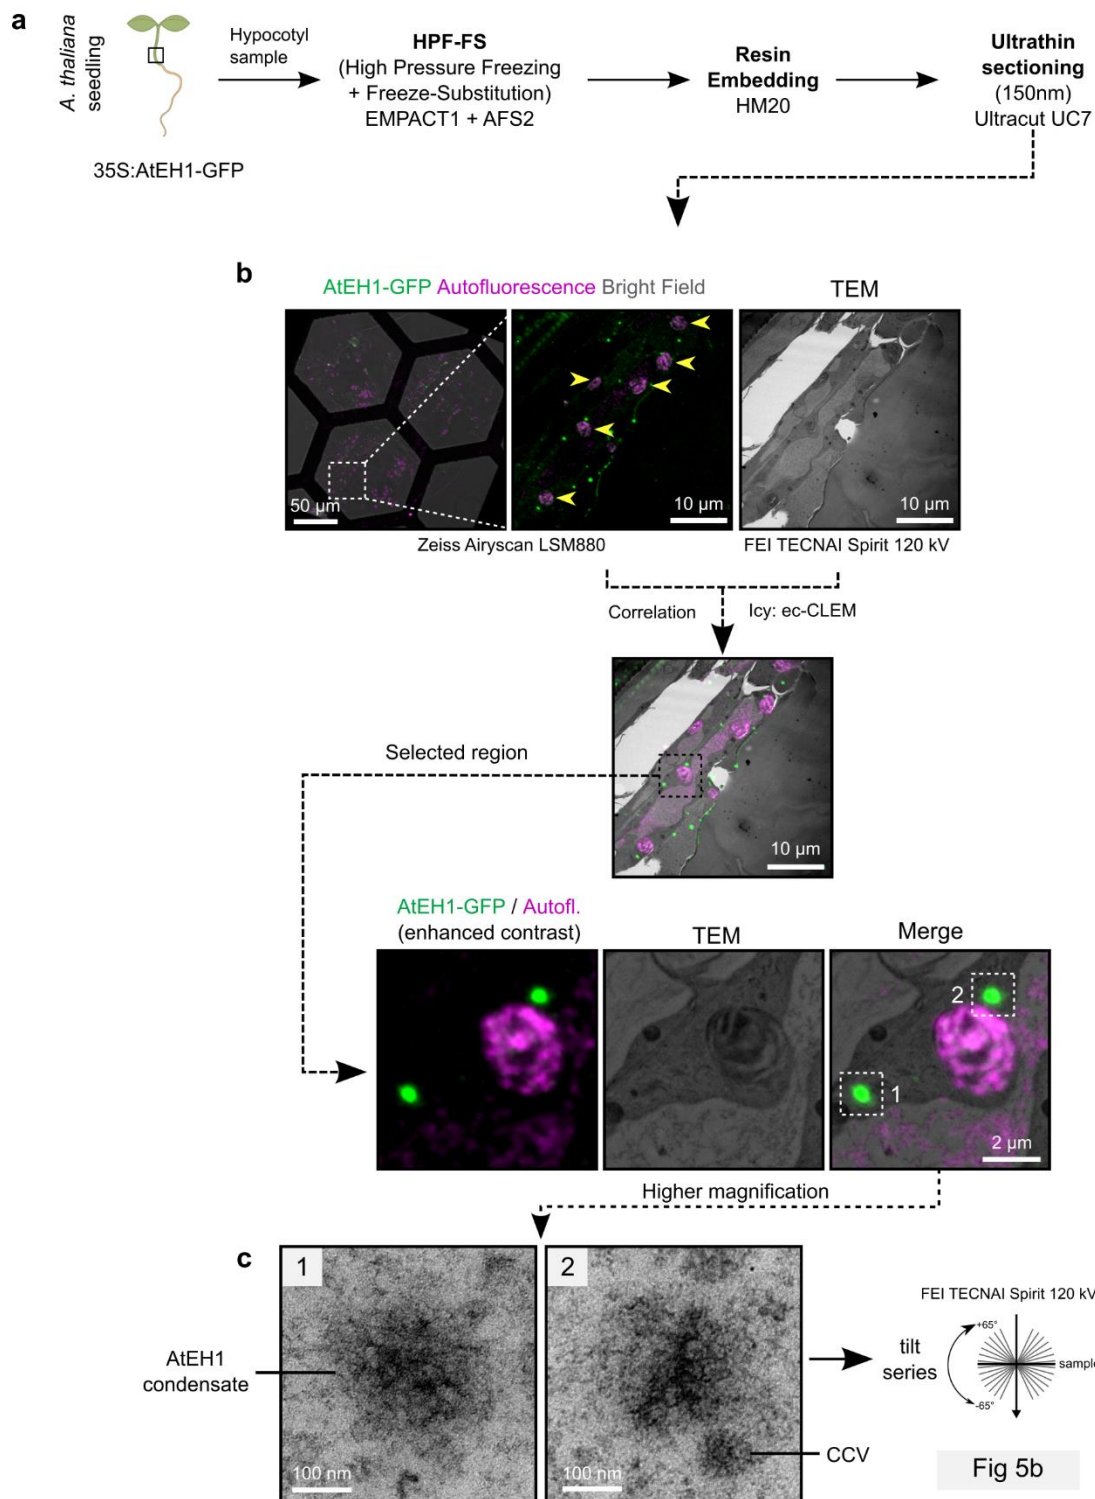 a
A. thaliana
seedling
35S:AtEH1-GFP
Hypocotyl
sample
HPF-FS
(High Pressure Freezing
+ Freeze-Substitution)
EMPACT1 + AFS2
Resin
Embedding
HM20
Ultrathin
sectioning
(150nm)
Ultracut UC7
b
AtEH1-GFP Autofluorescence Bright Field
TEM
50 µm
10 µm
10 µm
Zeiss Airyscan LSM880
FEI TECNAI Spirit 120 kV
Correlation
Icy: ec-CLEM
10 µm
Selected region
AtEH1-GFP / Autofl.
(enhanced contrast)
TEM
Merge
2
1
2 µm
Higher magnification
c
1
2
AtEH1
condensate
100 nm
100 nm
CCV
tilt
series
FEI TECNAI Spirit 120 kV
+65°
-65°
sample
Fig 5b